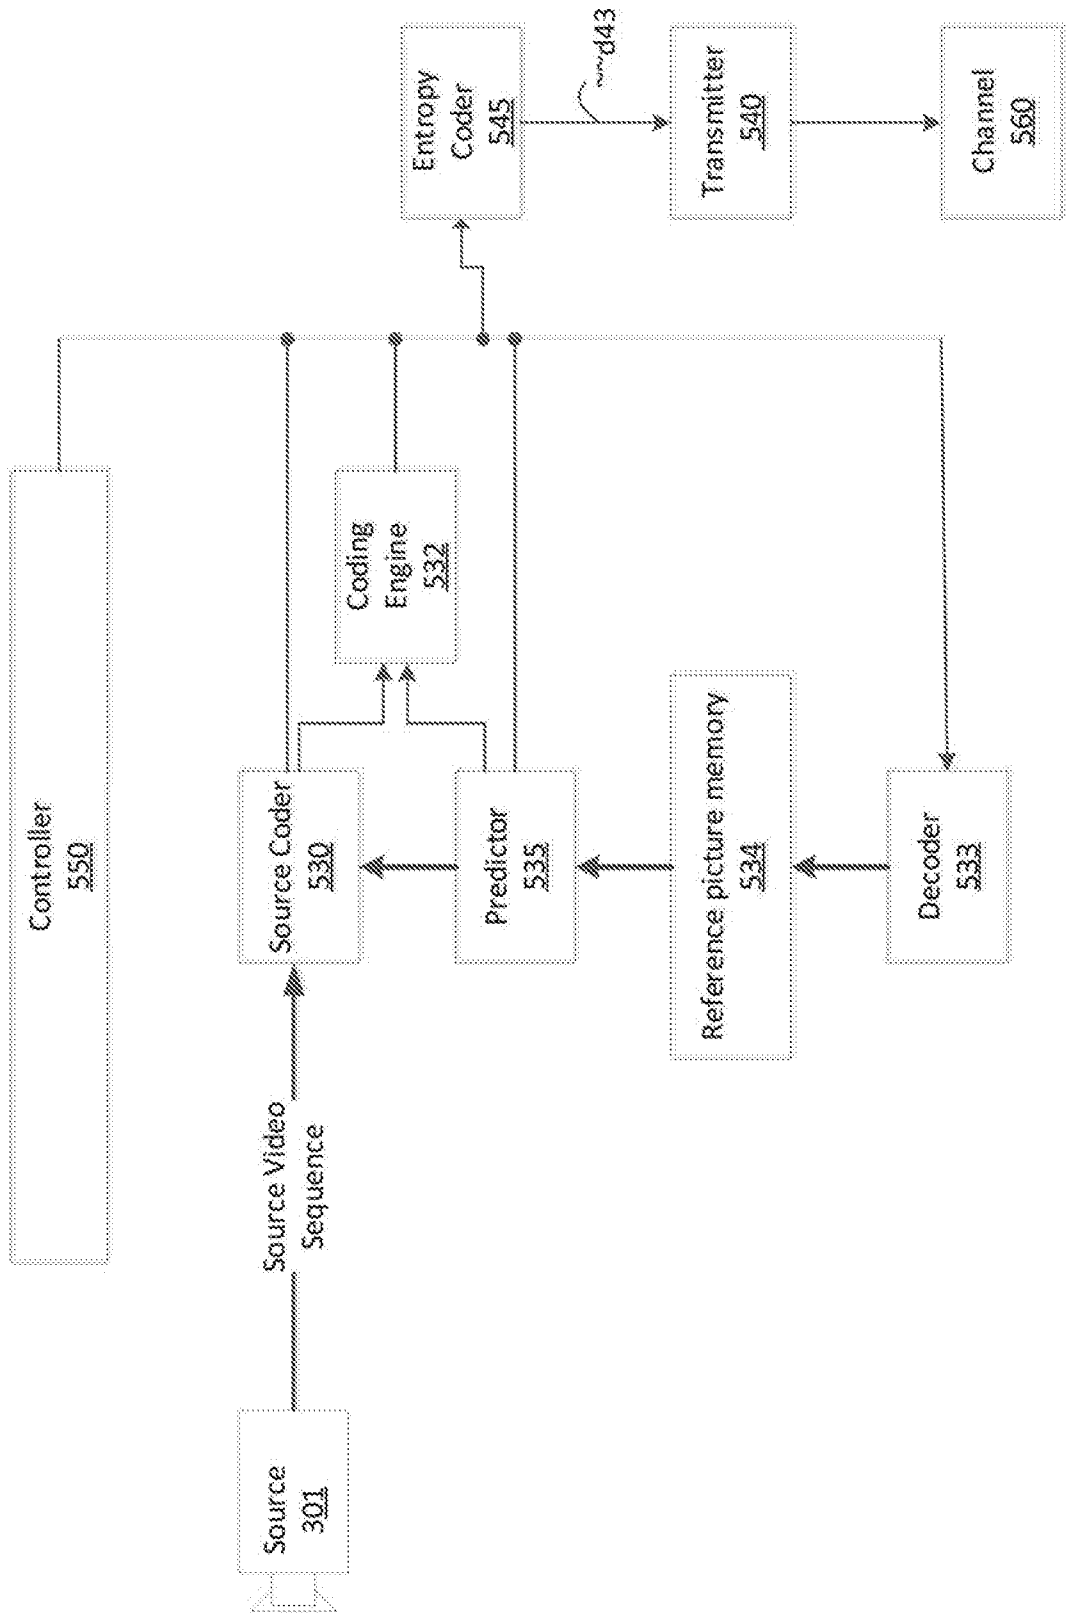 Controller
550
Source
301
Source Video
Sequence
Source Coder
530
Coding
Engine
532
Predictor
535
Reference picture memory
534
Decoder
533
Entropy
Coder
545
d43
Transmitter
540
Channel
560